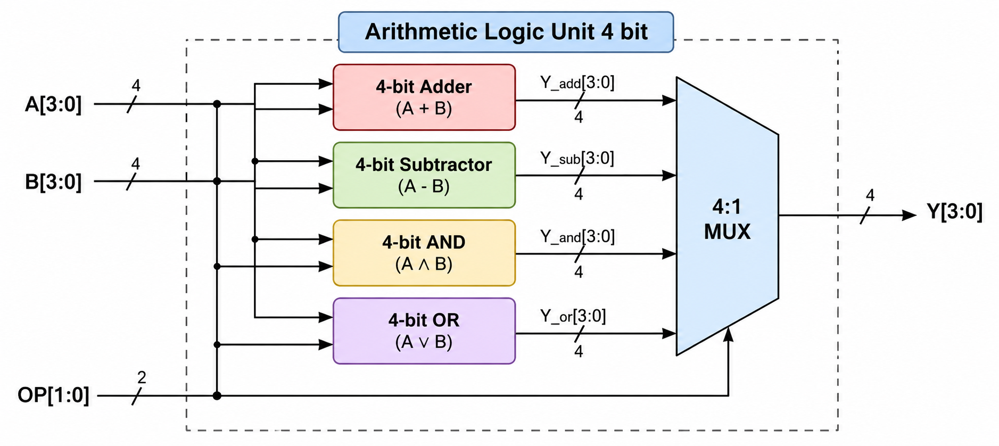 Arithmetic Logic Unit 4 bit
4
A[3:0]
4
B[3:0]
2
OP[1:0]
4-bit Adder
(A + B)
Y_add[3:0]
4
4-bit Subtractor
(A - B)
Y_sub[3:0]
4
4-bit AND
(A ∧ B)
Y_and[3:0]
4
4-bit OR
(A ∨ B)
Y_or[3:0]
4
4:1
MUX
4
Y[3:0]